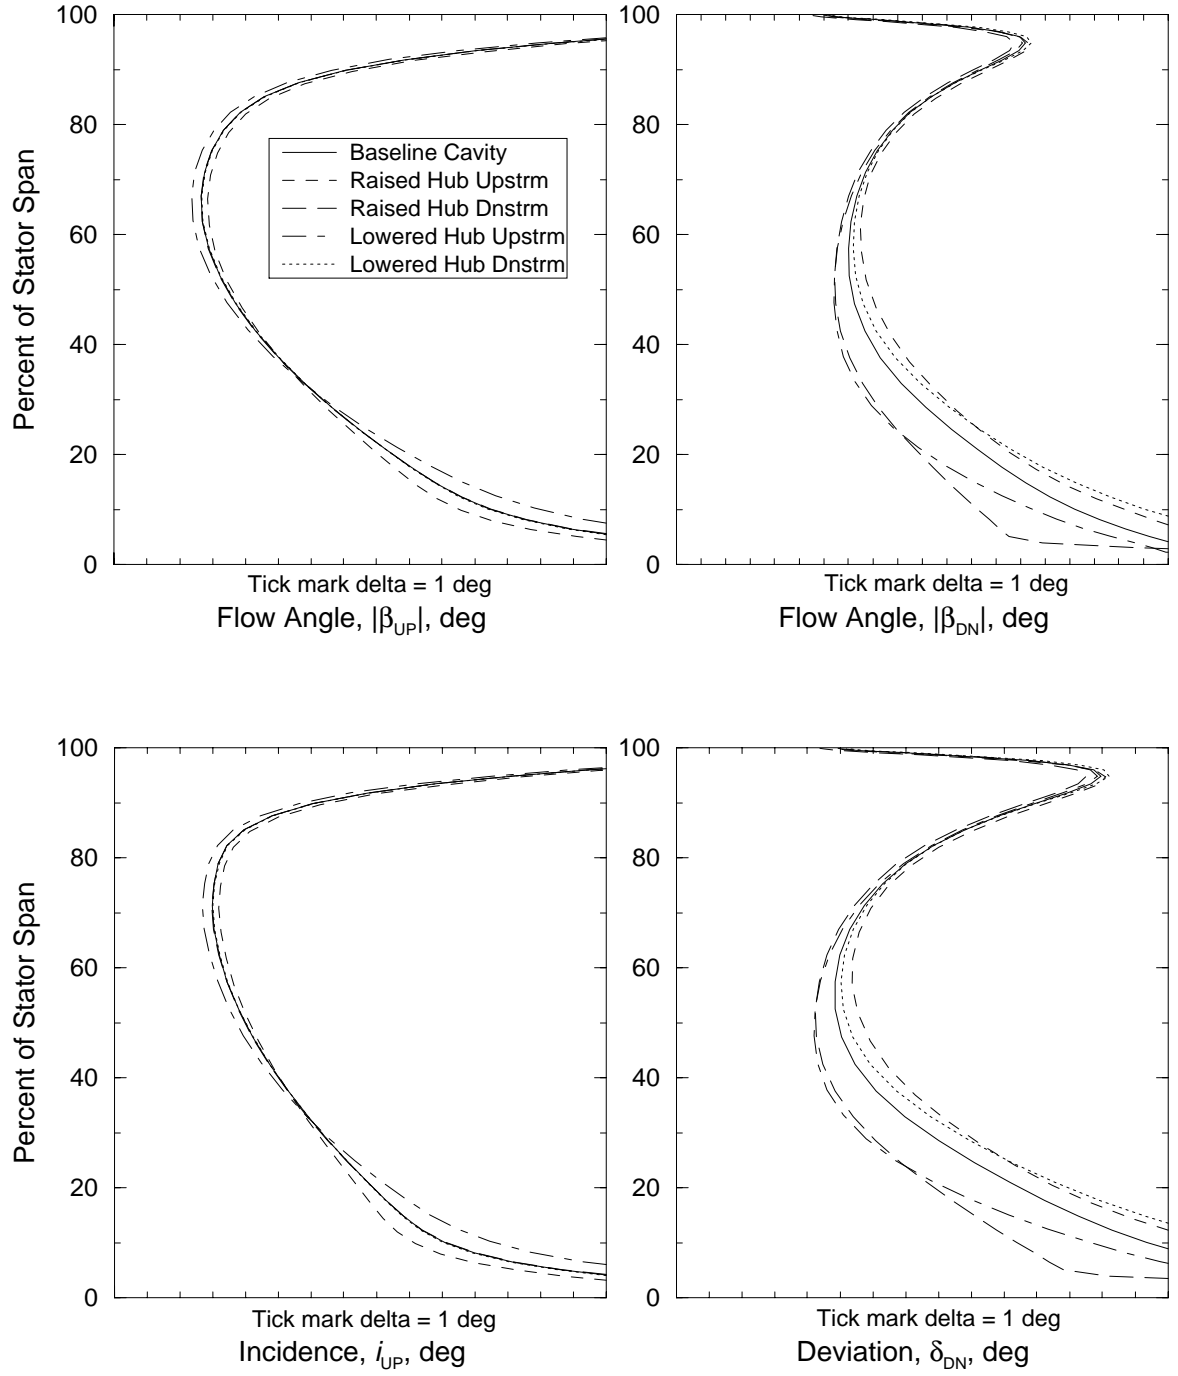 100
80
60
40
20
0
Percent of Stator Span
Baseline Cavity
Raised Hub Upstrm
Raised Hub Dnstrm
Lowered Hub Upstrm
Lowered Hub Dnstrm
Tick mark delta = 1 deg
Flow Angle, |β_UP|, deg
100
80
60
40
20
0
Tick mark delta = 1 deg
Flow Angle, |β_DN|, deg
100
80
60
40
20
0
Percent of Stator Span
Tick mark delta = 1 deg
Incidence, i_UP, deg
100
80
60
40
20
0
Tick mark delta = 1 deg
Deviation, δ_DN, deg